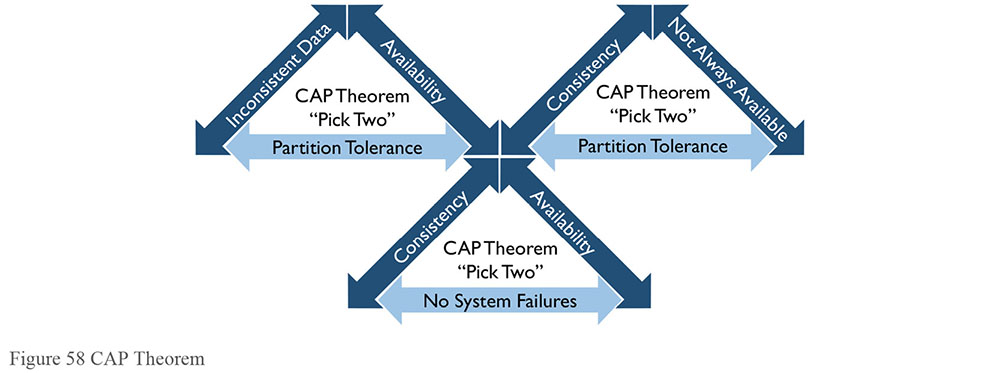 Inconsistent Data
Availability
CAP Theorem
“Pick Two”
Partition Tolerance
Consistency
Not Always Available
CAP Theorem
“Pick Two”
Partition Tolerance
Consistency
Availability
CAP Theorem
“Pick Two”
No System Failures
Figure 58 CAP Theorem